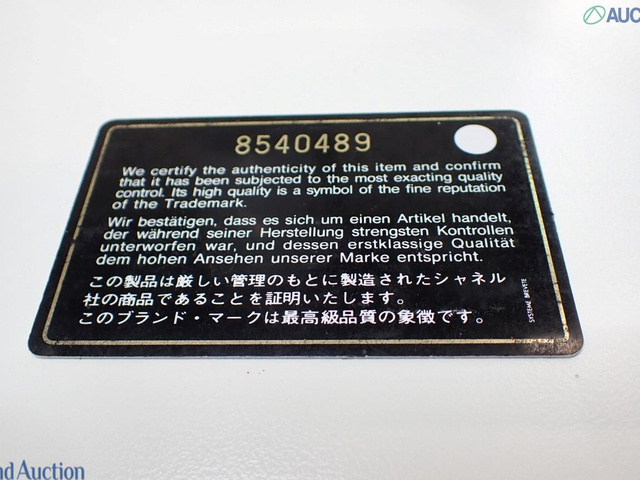 AUC
8540489
We certify the authenticity of this item and confirm
that it has been subjected to the most exacting quality
control. Its high quality is a symbol of the fine reputation
of the Trademark.
Wir bestätigen, dass es sich um einen Artikel handelt,
der während seiner Herstellung strengsten Kontrollen
unterworfen war, und dessen erstklassige Qualität
dem hohen Ansehen unserer Marke entspricht.
この製品は厳しい管理のもとに製造されたシャネル
社の商品であることを証明いたします。
このブランド・マークは最高級品質の象徴です。
SYSTEME BREVETE
nd Auction